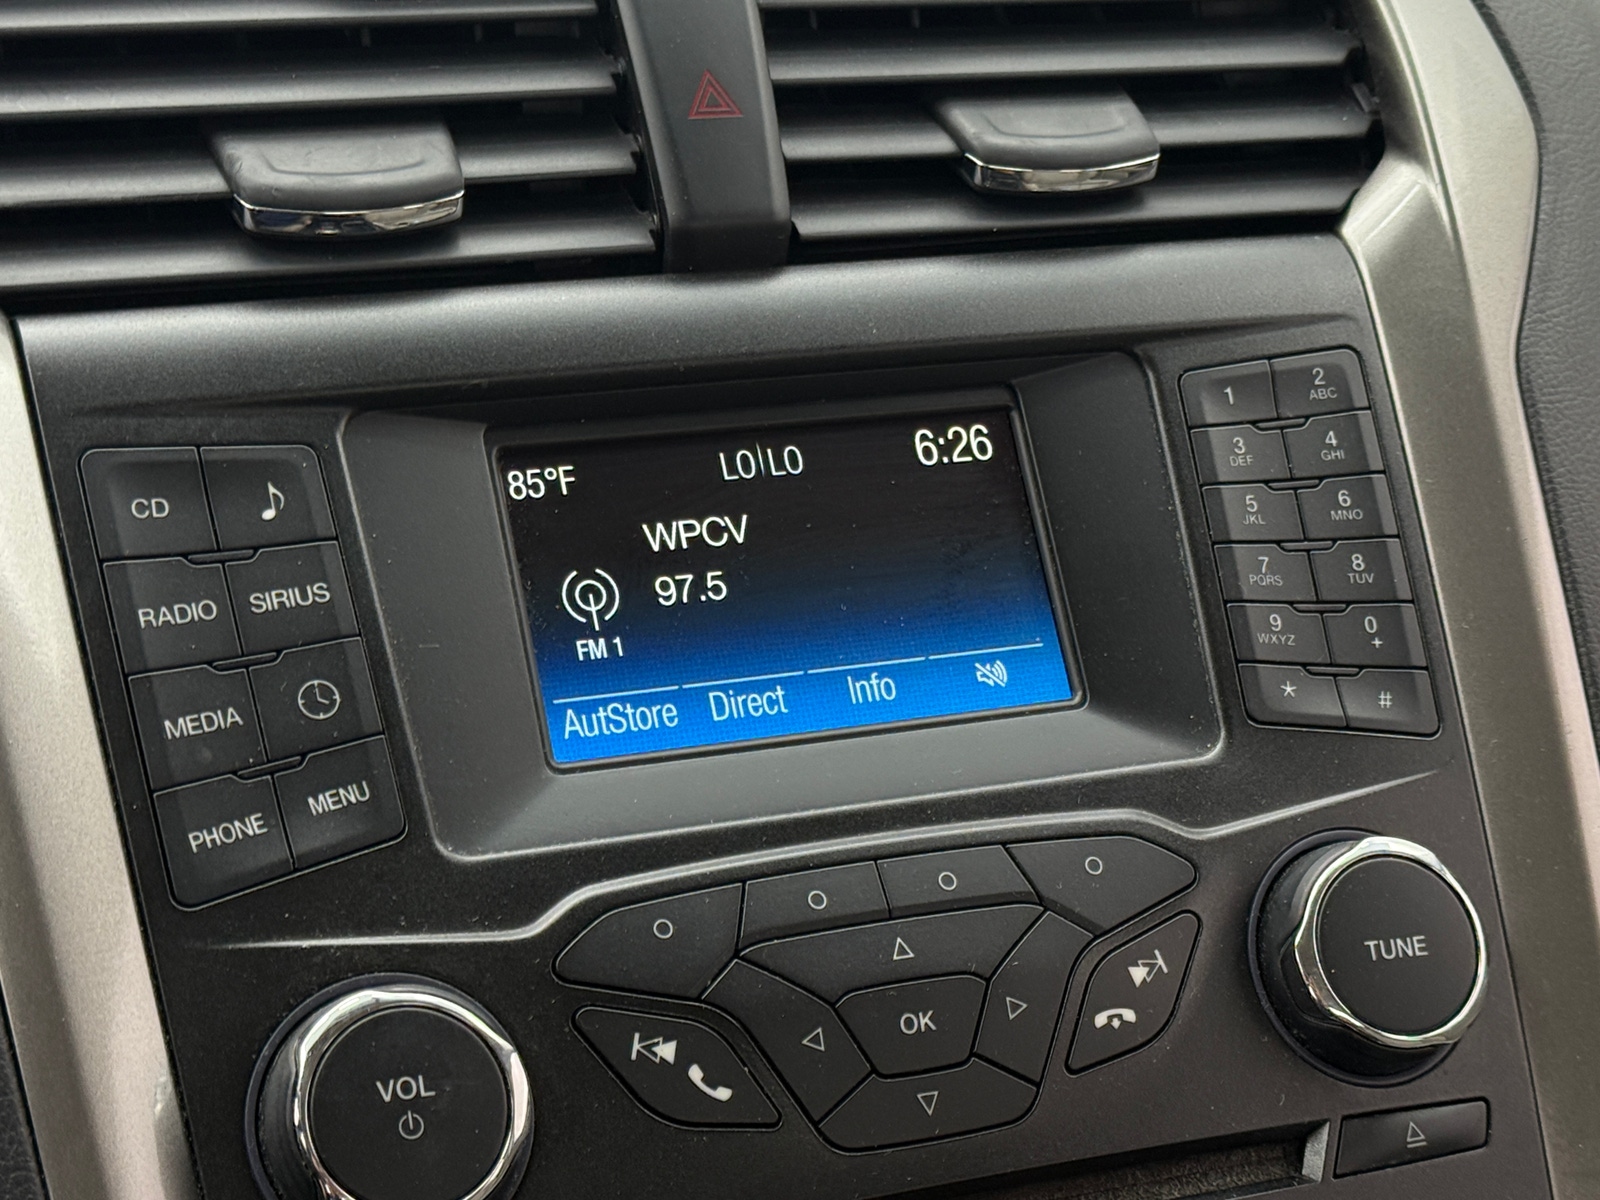 85°F LO|LO 6:26
WPCV
97.5
FM 1
AutStore Direct Info
CD
RADIO SIRIUS
MEDIA
PHONE MENU
1 2 ABC
3 DEF 4 GHI
5 JKL 6 MNO
7 PQRS 8 TUV
9 WXYZ 0 +
* #
OK
VOL
TUNE